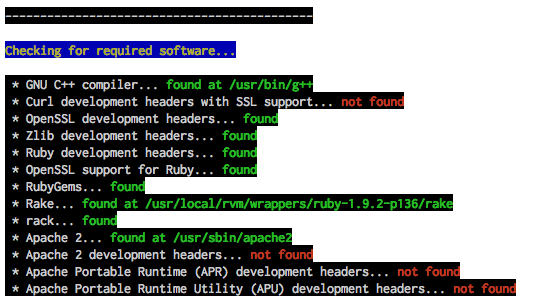 --------------------------------------------
Checking for required software...
* GNU C++ compiler... found at /usr/bin/g++
* Curl development headers with SSL support... not found
* OpenSSL development headers... found
* Zlib development headers... found
* Ruby development headers... found
* OpenSSL support for Ruby... found
* RubyGems... found
* Rake... found at /usr/local/rvm/wrappers/ruby-1.9.2-p136/rake
* rack... found
* Apache 2... found at /usr/sbin/apache2
* Apache 2 development headers... not found
* Apache Portable Runtime (APR) development headers... not found
* Apache Portable Runtime Utility (APU) development headers... not found